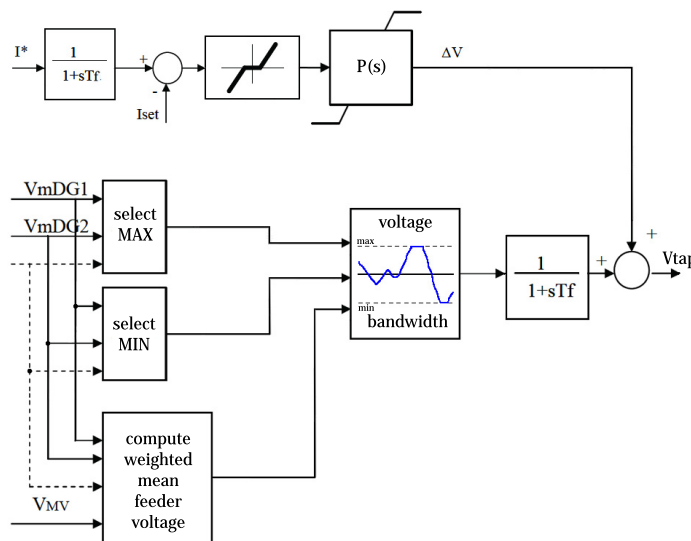 I*
1
1+sTf.
+
-
Iset
P(s)
ΔV
VmDG1
VmDG2
select
MAX
select
MIN
voltage
max
min
bandwidth
1
1+sTf
+
+
Vtap
compute
weighted
mean
feeder
voltage
VMV